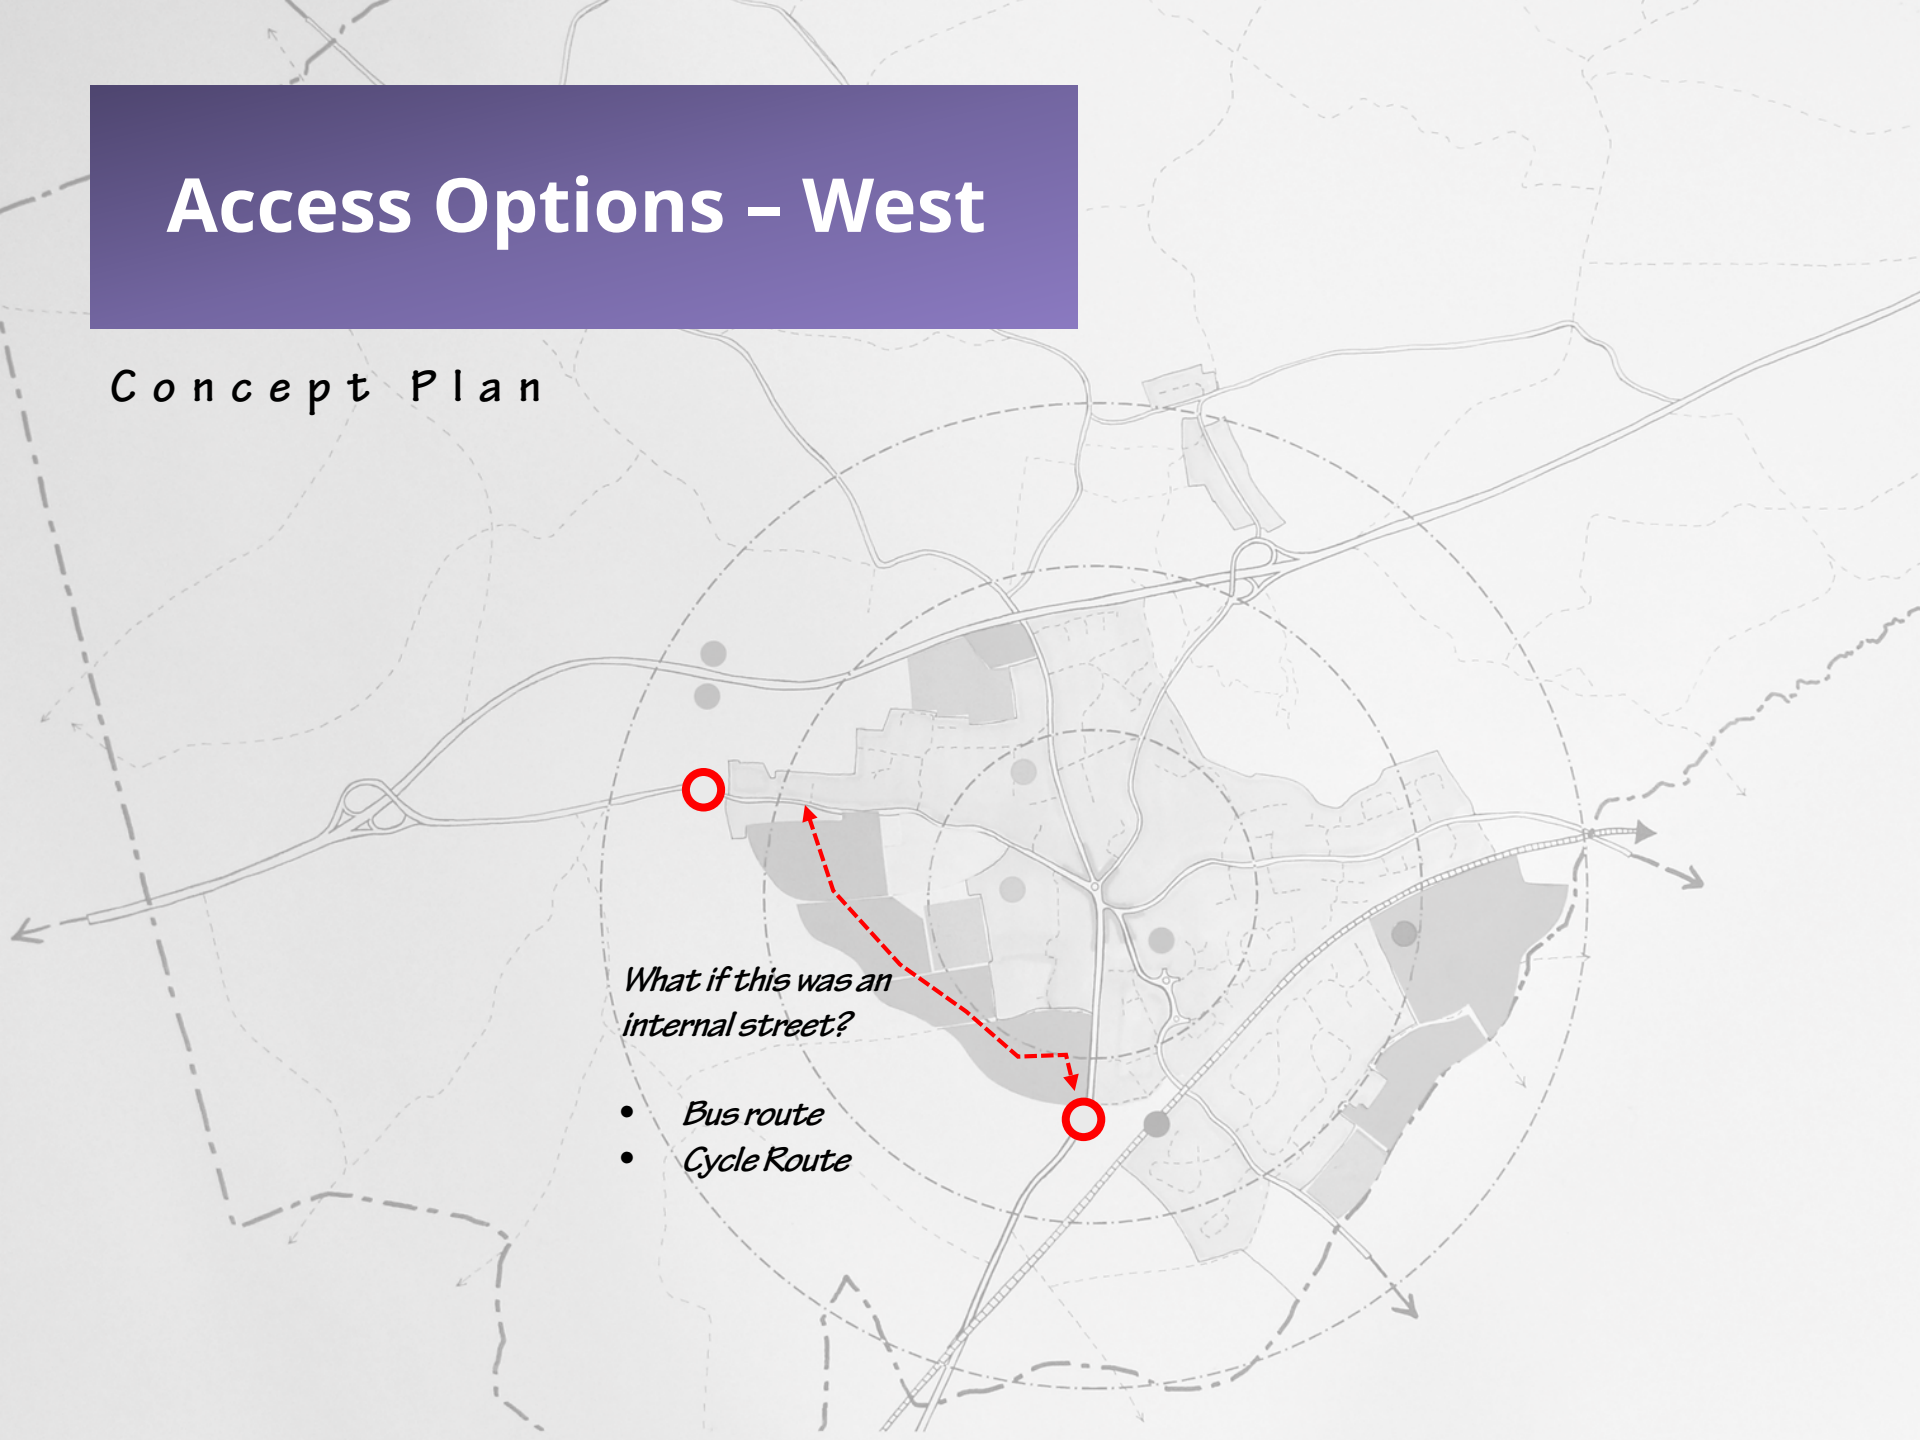 Access Options – West
Concept Plan
What if this was an
internal street?
• Bus route
• Cycle Route